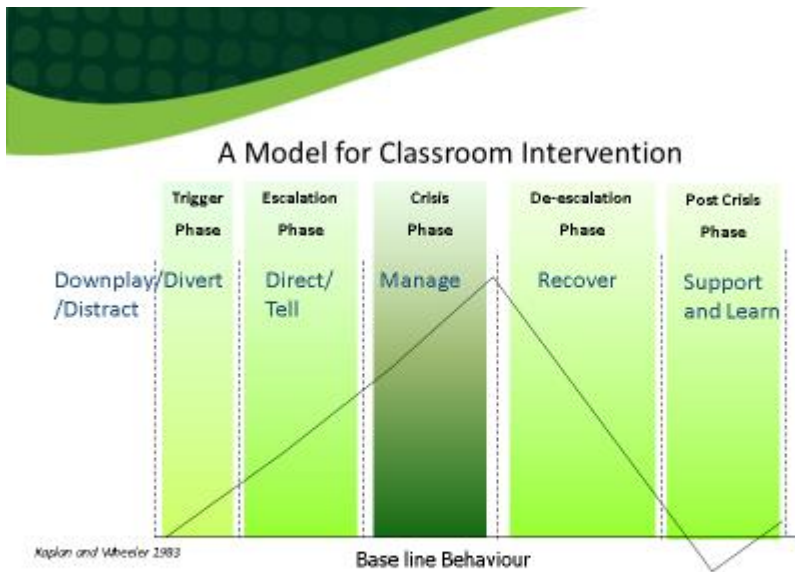 A Model for Classroom Intervention
Trigger
Phase
Escalation
Phase
Crisis
Phase
De-escalation
Phase
Post Crisis
Phase
Downplay/Divert
/Distract
Direct/
Tell
Manage
Recover
Support
and Learn
Kaplan and Wheeler 1983
Base line Behaviour